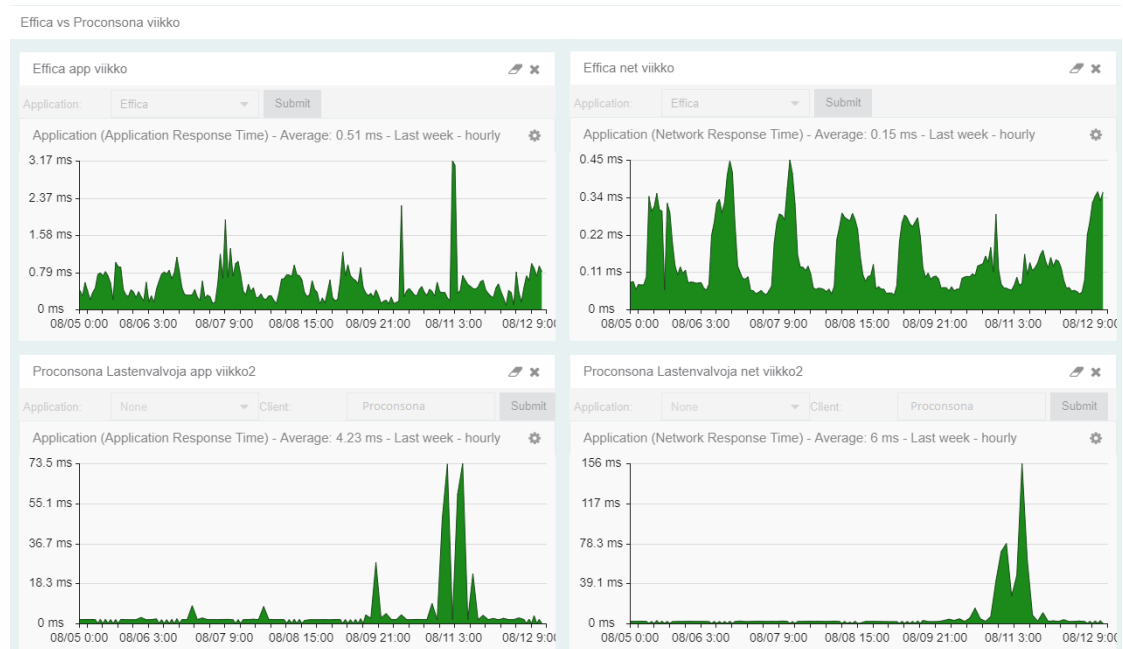 Effica vs Proconsona viikko
Effica app viikko
Application: Effica Submit
Application (Application Response Time) - Average: 0.51 ms - Last week - hourly
3.17 ms
2.37 ms
1.58 ms
0.79 ms
0 ms
08/05 0:00 08/06 3:00 08/07 9:00 08/08 15:00 08/09 21:00 08/11 3:00 08/12 9:00
Effica net viikko
Application: Effica Submit
Application (Network Response Time) - Average: 0.15 ms - Last week - hourly
0.45 ms
0.34 ms
0.22 ms
0.11 ms
0 ms
08/05 0:00 08/06 3:00 08/07 9:00 08/08 15:00 08/09 21:00 08/11 3:00 08/12 9:00
Proconsona Lastenvalvoja app viikko2
Application: None Client: Proconsona Submit
Application (Application Response Time) - Average: 4.23 ms - Last week - hourly
73.5 ms
55.1 ms
36.7 ms
18.3 ms
0 ms
08/05 0:00 08/06 3:00 08/07 9:00 08/08 15:00 08/09 21:00 08/11 3:00 08/12 9:00
Proconsona Lastenvalvoja net viikko2
Application: None Client: Proconsona Submit
Application (Network Response Time) - Average: 6 ms - Last week - hourly
156 ms
117 ms
78.3 ms
39.1 ms
0 ms
08/05 0:00 08/06 3:00 08/07 9:00 08/08 15:00 08/09 21:00 08/11 3:00 08/12 9:00